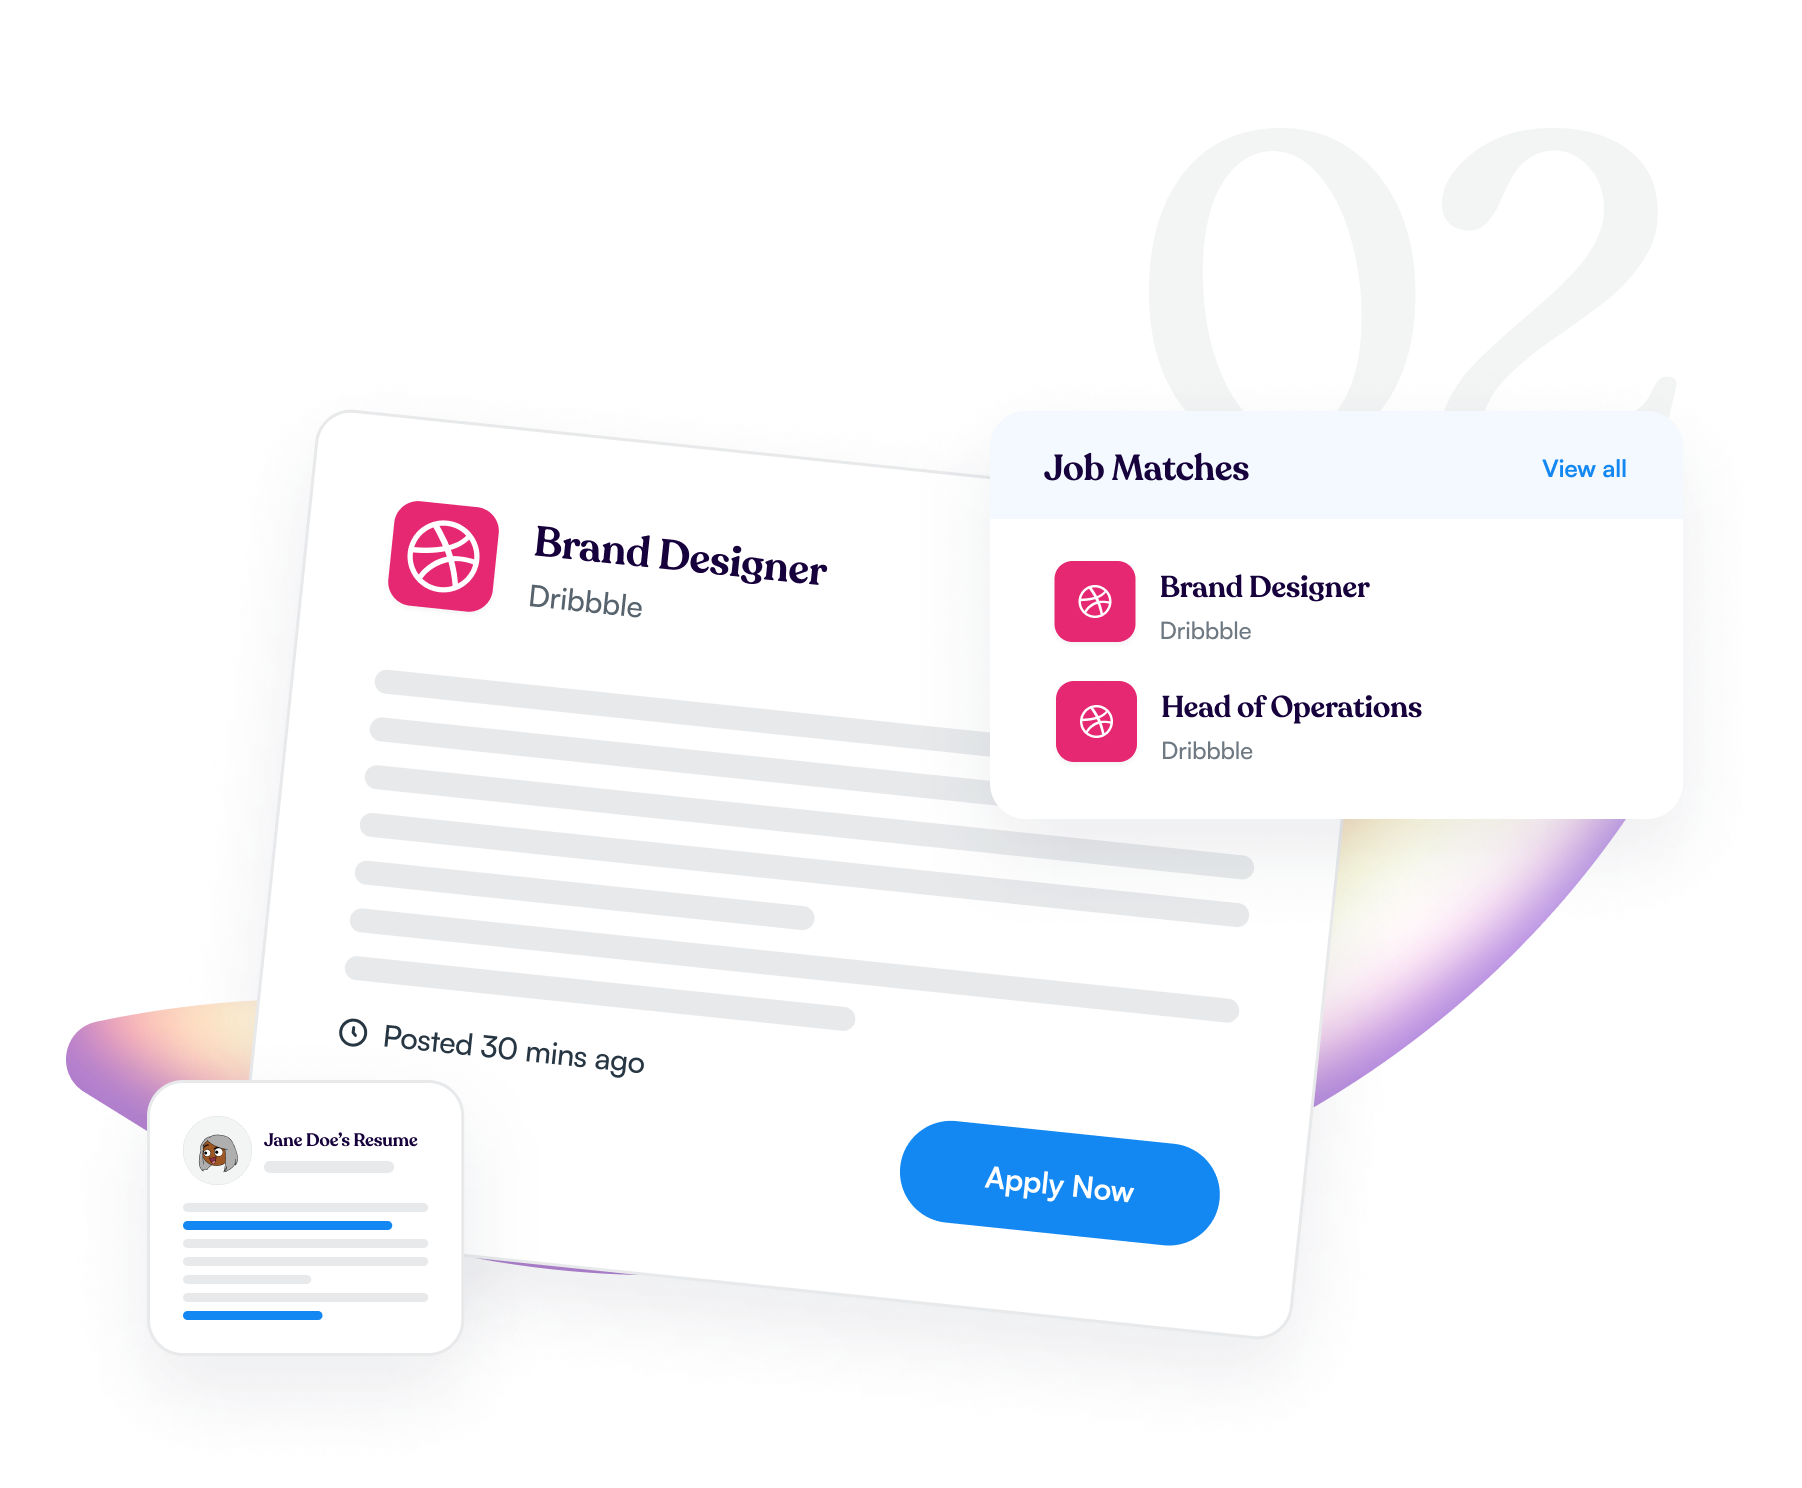 02
Job Matches
View all
Brand Designer
Dribbble
Head of Operations
Dribbble
Brand Designer
Dribbble
Posted 30 mins ago
Apply Now
Jane Doe’s Resume